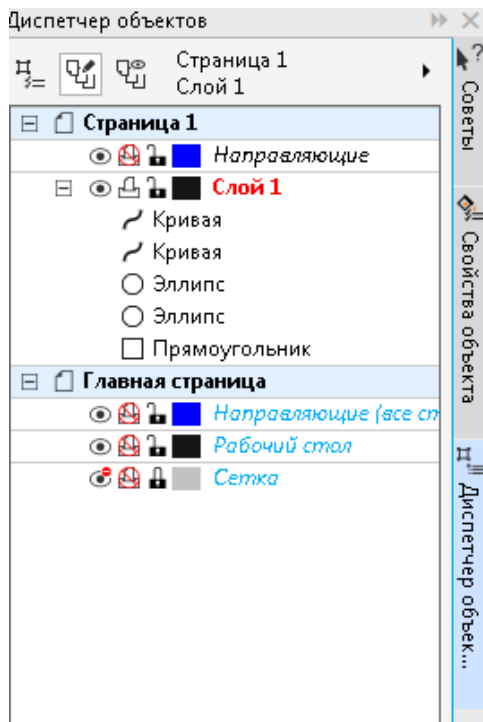 Диспетчер объектов
Страница 1
Слой 1
Страница 1
Направляющие
Слой 1
Кривая
Кривая
Эллипс
Эллипс
Прямоугольник
Главная страница
Направляющие (все ст
Рабочий стол
Сетка
Советы
Свойства объекта
Диспетчер объек...